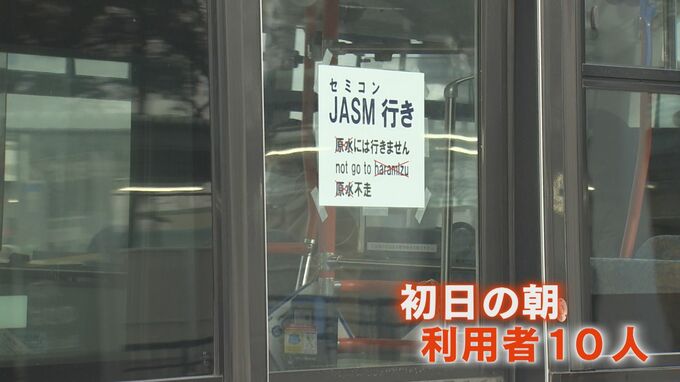 セミコン
JASM 行き
原水には行きません
not go to haramizu
原水不走
初日の朝
利用者10人